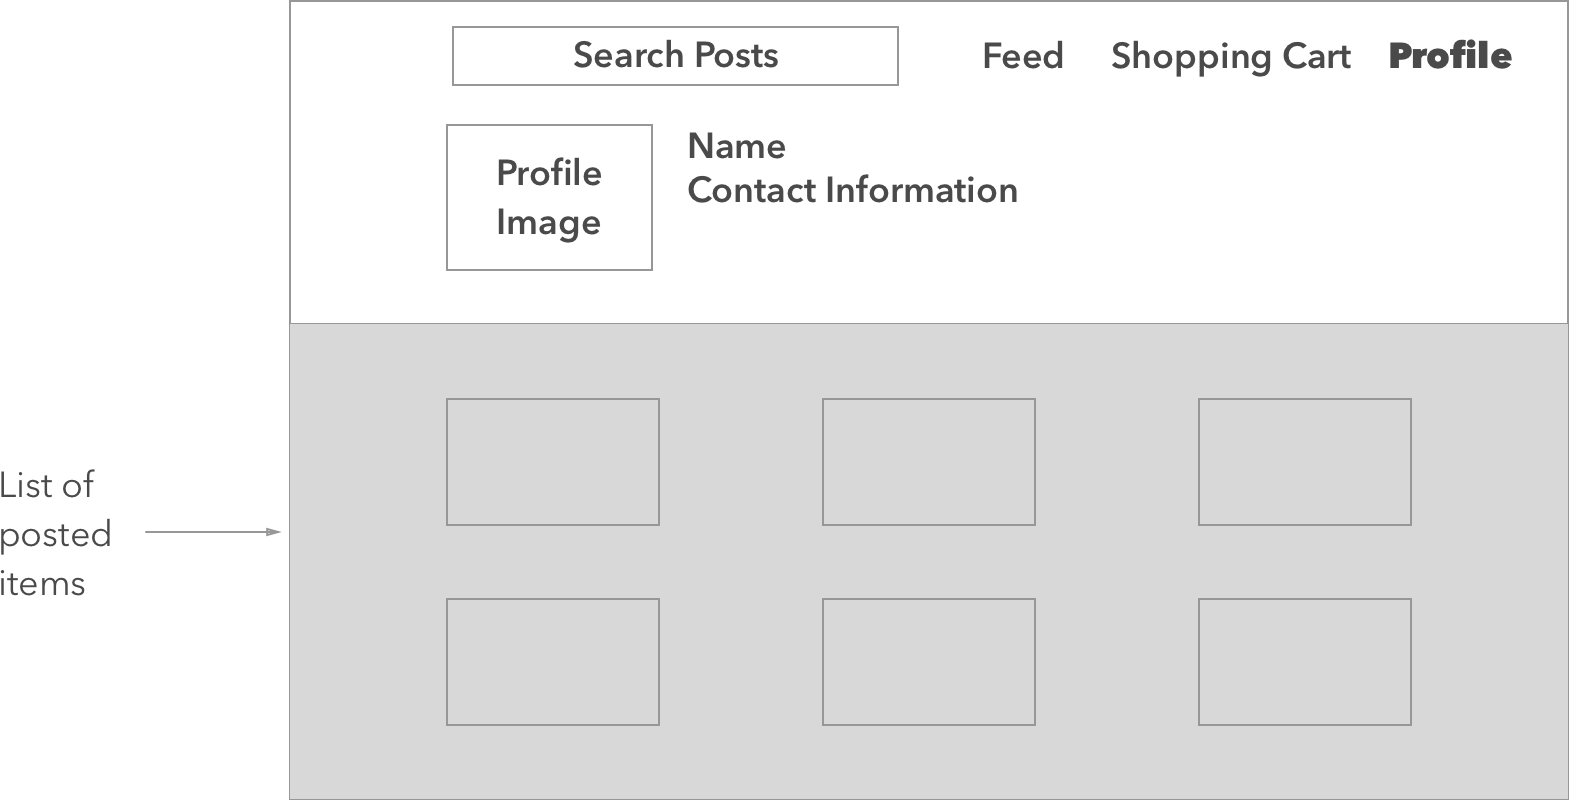 Search Posts
Feed
Shopping Cart
Profile
Profile
Image
Name
Contact Information
List of
posted
items